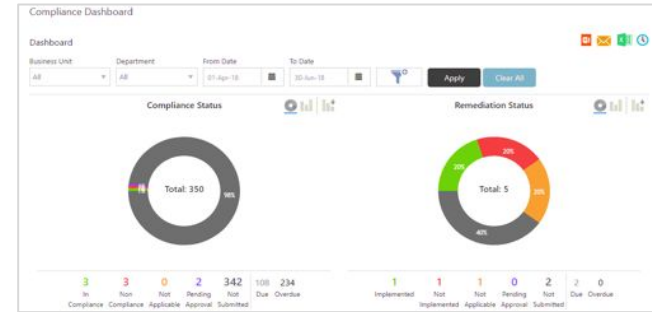 Compliance Dashboard
Dashboard
Business Unit Department From Date To Date
All All 01-Apr-18 30-Jun-18 Apply Clear All
Compliance Status Remediation Status
20%
20%
Total: 350 98% Total: 5 20%
40%
3 3 0 2 342 108 234 1 1 1 0 2 2 0
In Non Not Pending Not Due Overdue Implemented Not Not Pending Not Due Overdue
Compliance Compliance Applicable Approval Submitted Implemented Applicable Approval Submitted